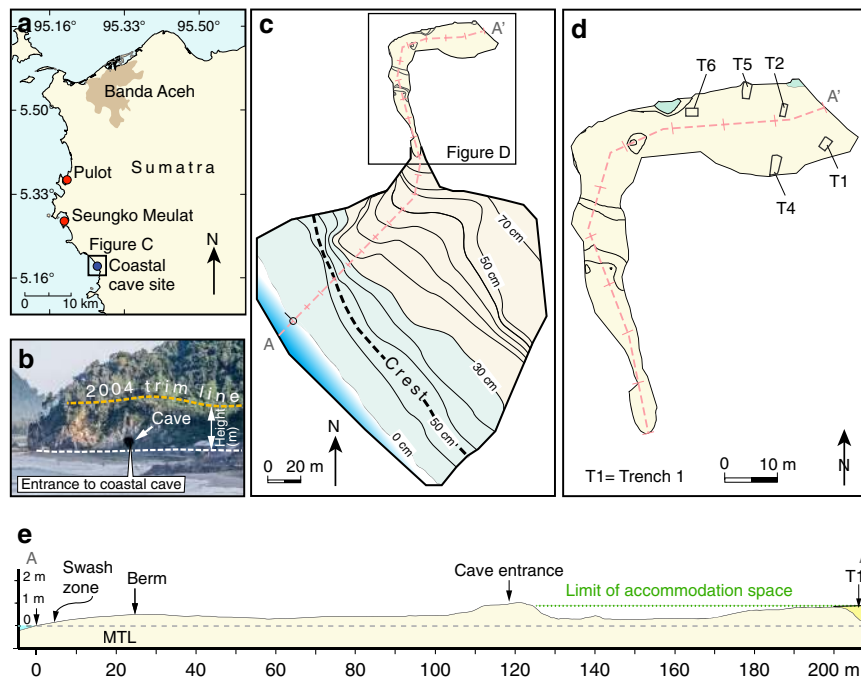 a
95.16° 95.33° 95.50°
Banda Aceh
5.50°
Sumatra
Pulot
5.33°
Seungko Meulat
Figure C
N
5.16°
Coastal
cave site
0 10 km
b
2004 trim line
Cave
Height
(m)
Entrance to coastal cave
c
A'
Figure D
70 cm
50 cm
A
Crest
30 cm
50 cm
0 cm
0 20 m
N
d
T5 T2
T6
A'
T1
T4
T1= Trench 1
0 10 m
N
e
A
2 m
1 m
0
Swash
zone
Berm
Cave entrance
Limit of accommodation space
T1
MTL
0 20 40 60 80 100 120 140 160 180 200 m